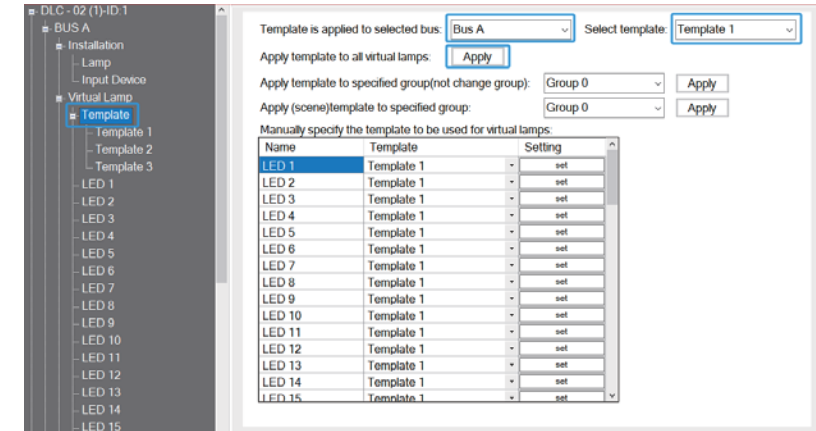 DLC - 02 (1)-ID:1
BUS A
Installation
Lamp
Input Device
Virtual Lamp
Template
Template 1
Template 2
Template 3
LED 1
LED 2
LED 3
LED 4
LED 5
LED 6
LED 7
LED 8
LED 9
LED 10
LED 11
LED 12
LED 13
LED 14
LED 15
Template is applied to selected bus: Bus A Select template: Template 1
Apply template to all virtual lamps: Apply
Apply template to specified group(not change group): Group 0 Apply
Apply (scene)template to specified group: Group 0 Apply
Manually specify the template to be used for virtual lamps:
Name Template Setting
LED 1 Template 1 set
LED 2 Template 1 set
LED 3 Template 1 set
LED 4 Template 1 set
LED 5 Template 1 set
LED 6 Template 1 set
LED 7 Template 1 set
LED 8 Template 1 set
LED 9 Template 1 set
LED 10 Template 1 set
LED 11 Template 1 set
LED 12 Template 1 set
LED 13 Template 1 set
LED 14 Template 1 set
LED 15 Template 1 set